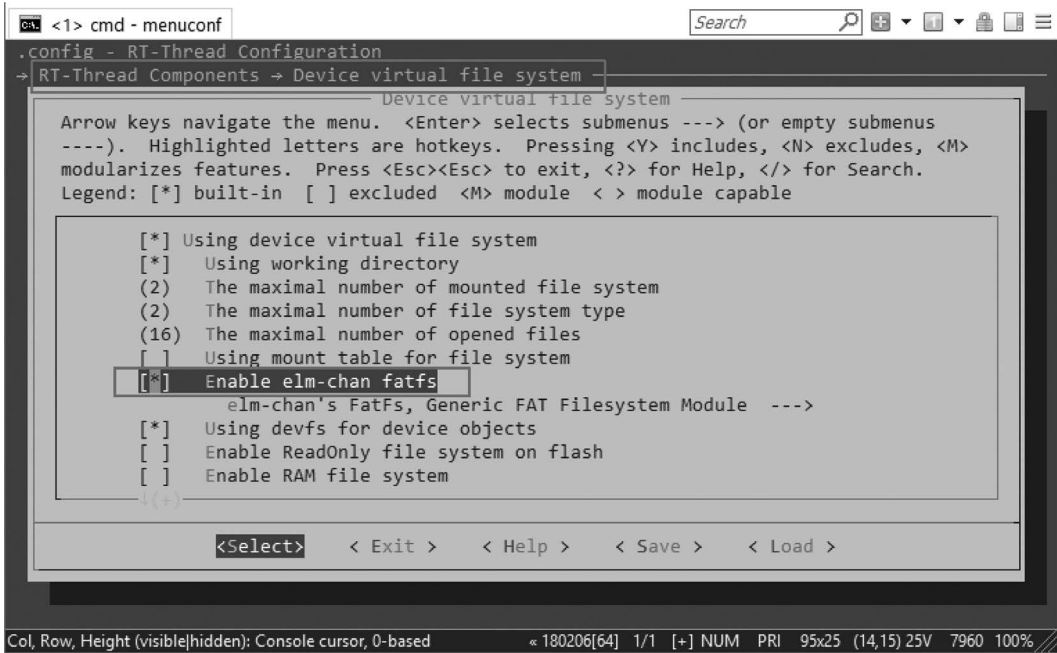 <1> cmd - menuconf
Search
.config - RT-Thread Configuration
→ RT-Thread Components → Device virtual file system
Device virtual file system
Arrow keys navigate the menu.  <Enter> selects submenus ---> (or empty submenus
----).  Highlighted letters are hotkeys.  Pressing <Y> includes, <N> excludes, <M>
modularizes features.  Press <Esc><Esc> to exit, <?> for Help, </> for Search.
Legend: [*] built-in  [ ] excluded  <M> module  < > module capable
[*] Using device virtual file system
[*]   Using working directory
(2)   The maximal number of mounted file system
(2)   The maximal number of file system type
(16)  The maximal number of opened files
[ ]   Using mount table for file system
[*]   Enable elm-chan fatfs
elm-chan's FatFs, Generic FAT Filesystem Module  --->
[*]   Using devfs for device objects
[ ]   Enable ReadOnly file system on flash
[ ]   Enable RAM file system
↓(+)
<Select>    < Exit >    < Help >    < Save >    < Load >
Col, Row, Height (visible|hidden): Console cursor, 0-based    « 180206[64]  1/1  [+] NUM  PRI  95x25  (14,15) 25V  7960  100%